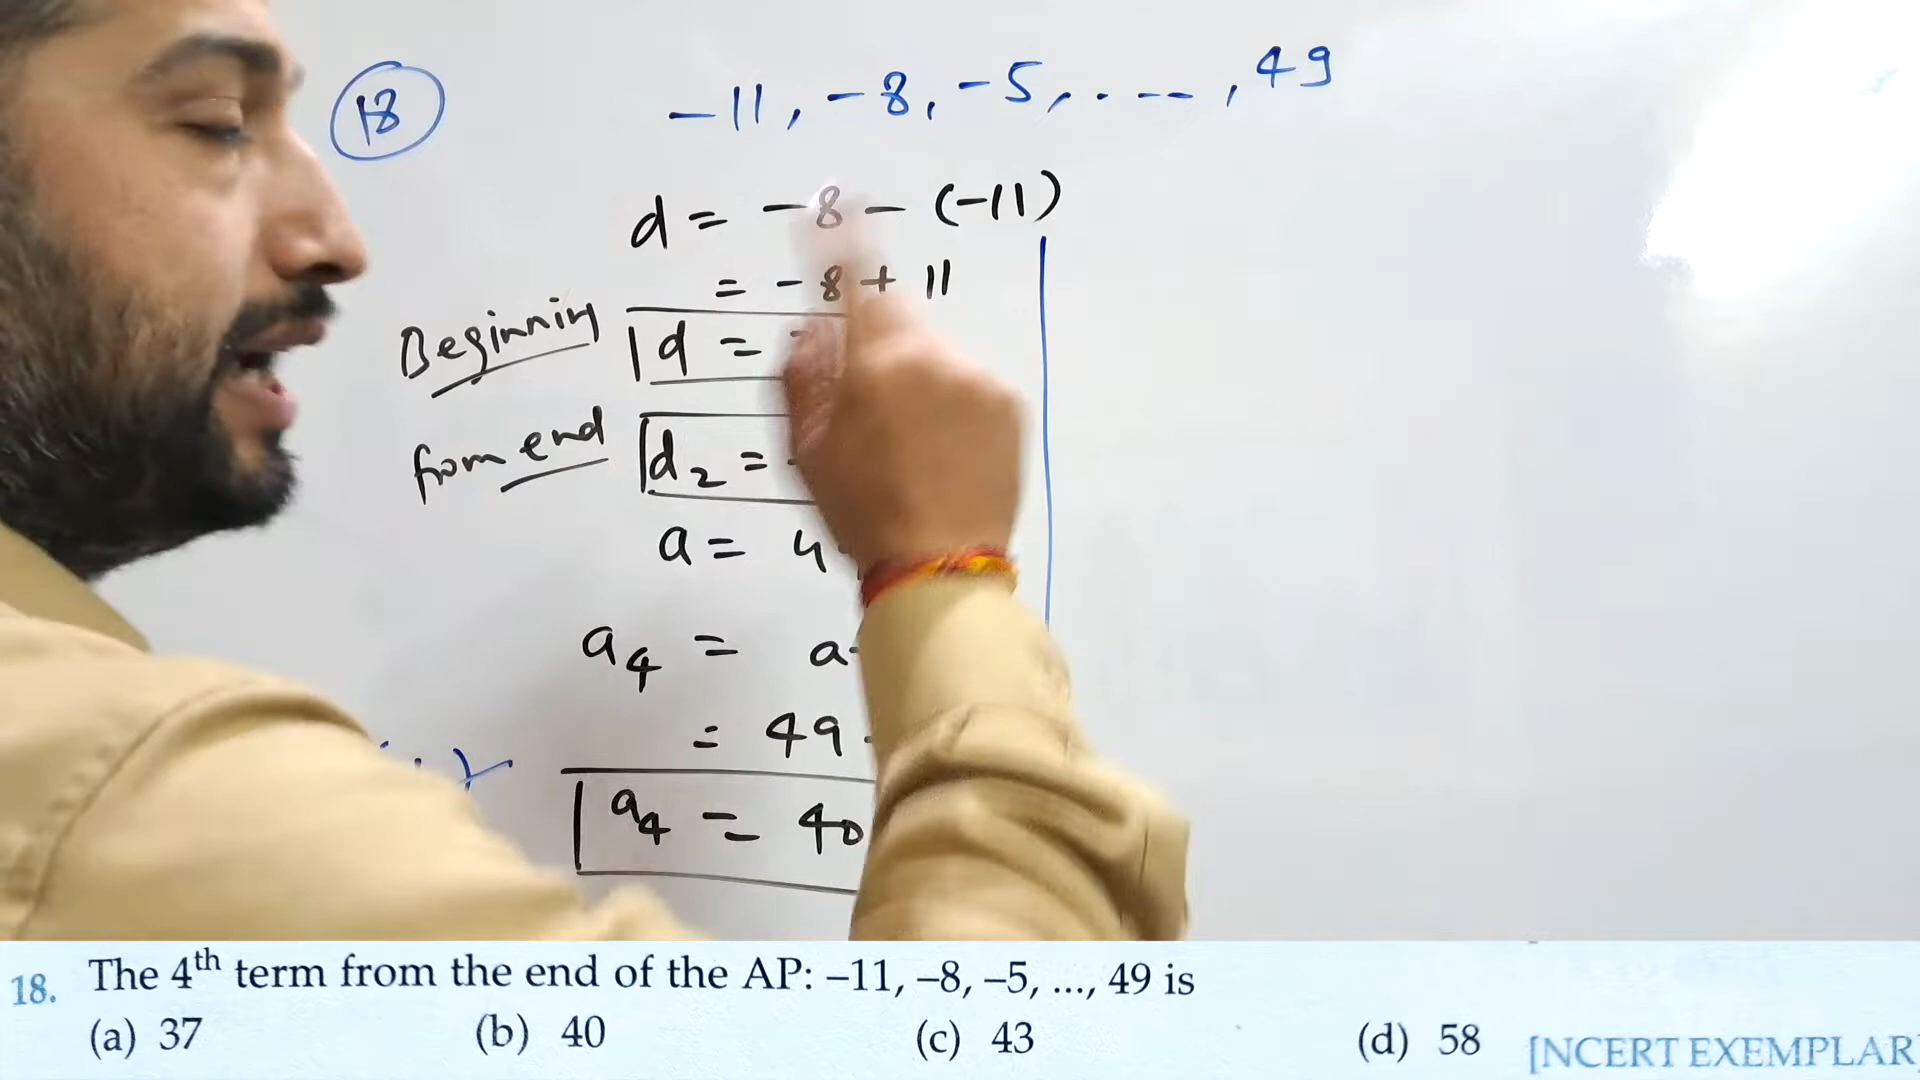 18
-11, -8, -5, . - - -, 49
d = -8 - (-11)
= -8 + 11
Beginning d =
from end d₂ = -
a = 4
a₄ = a
= 49
a₄ = 40
18. The 4ᵗʰ term from the end of the AP: –11, –8, –5, ..., 49 is
(a) 37 (b) 40 (c) 43 (d) 58 [NCERT EXEMPLAR]